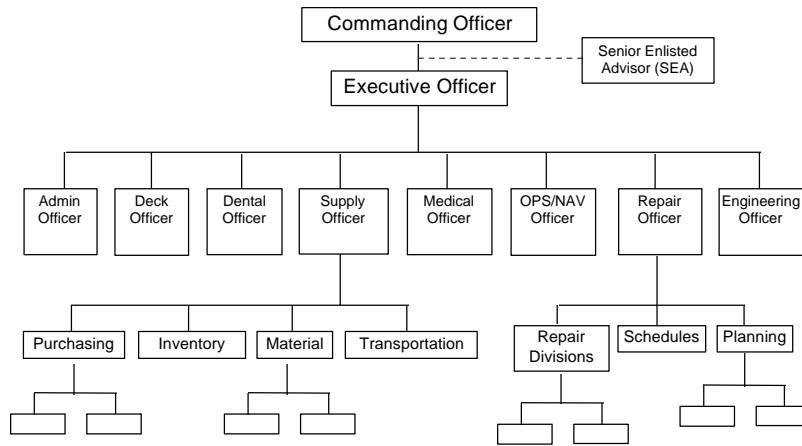 Commanding Officer
Senior Enlisted
Advisor (SEA)
Executive Officer
Admin
Officer
Deck
Officer
Dental
Officer
Supply
Officer
Medical
Officer
OPS/NAV
Officer
Repair
Officer
Engineering
Officer
Purchasing
Inventory
Material
Transportation
Repair
Divisions
Schedules
Planning